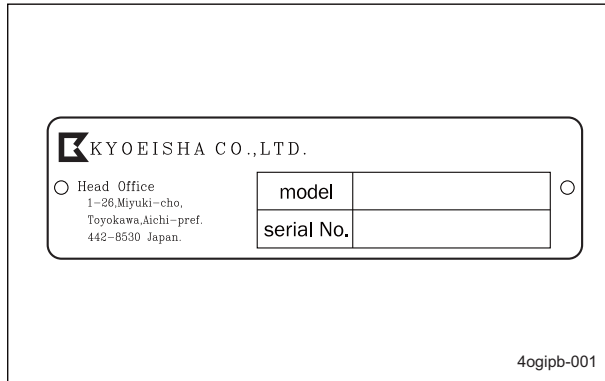 KYOEISHA CO.,LTD.
Head Office
1-26,Miyuki-cho,
Toyokawa,Aichi-pref.
442-8530 Japan.
model
serial No.
4ogipb-001